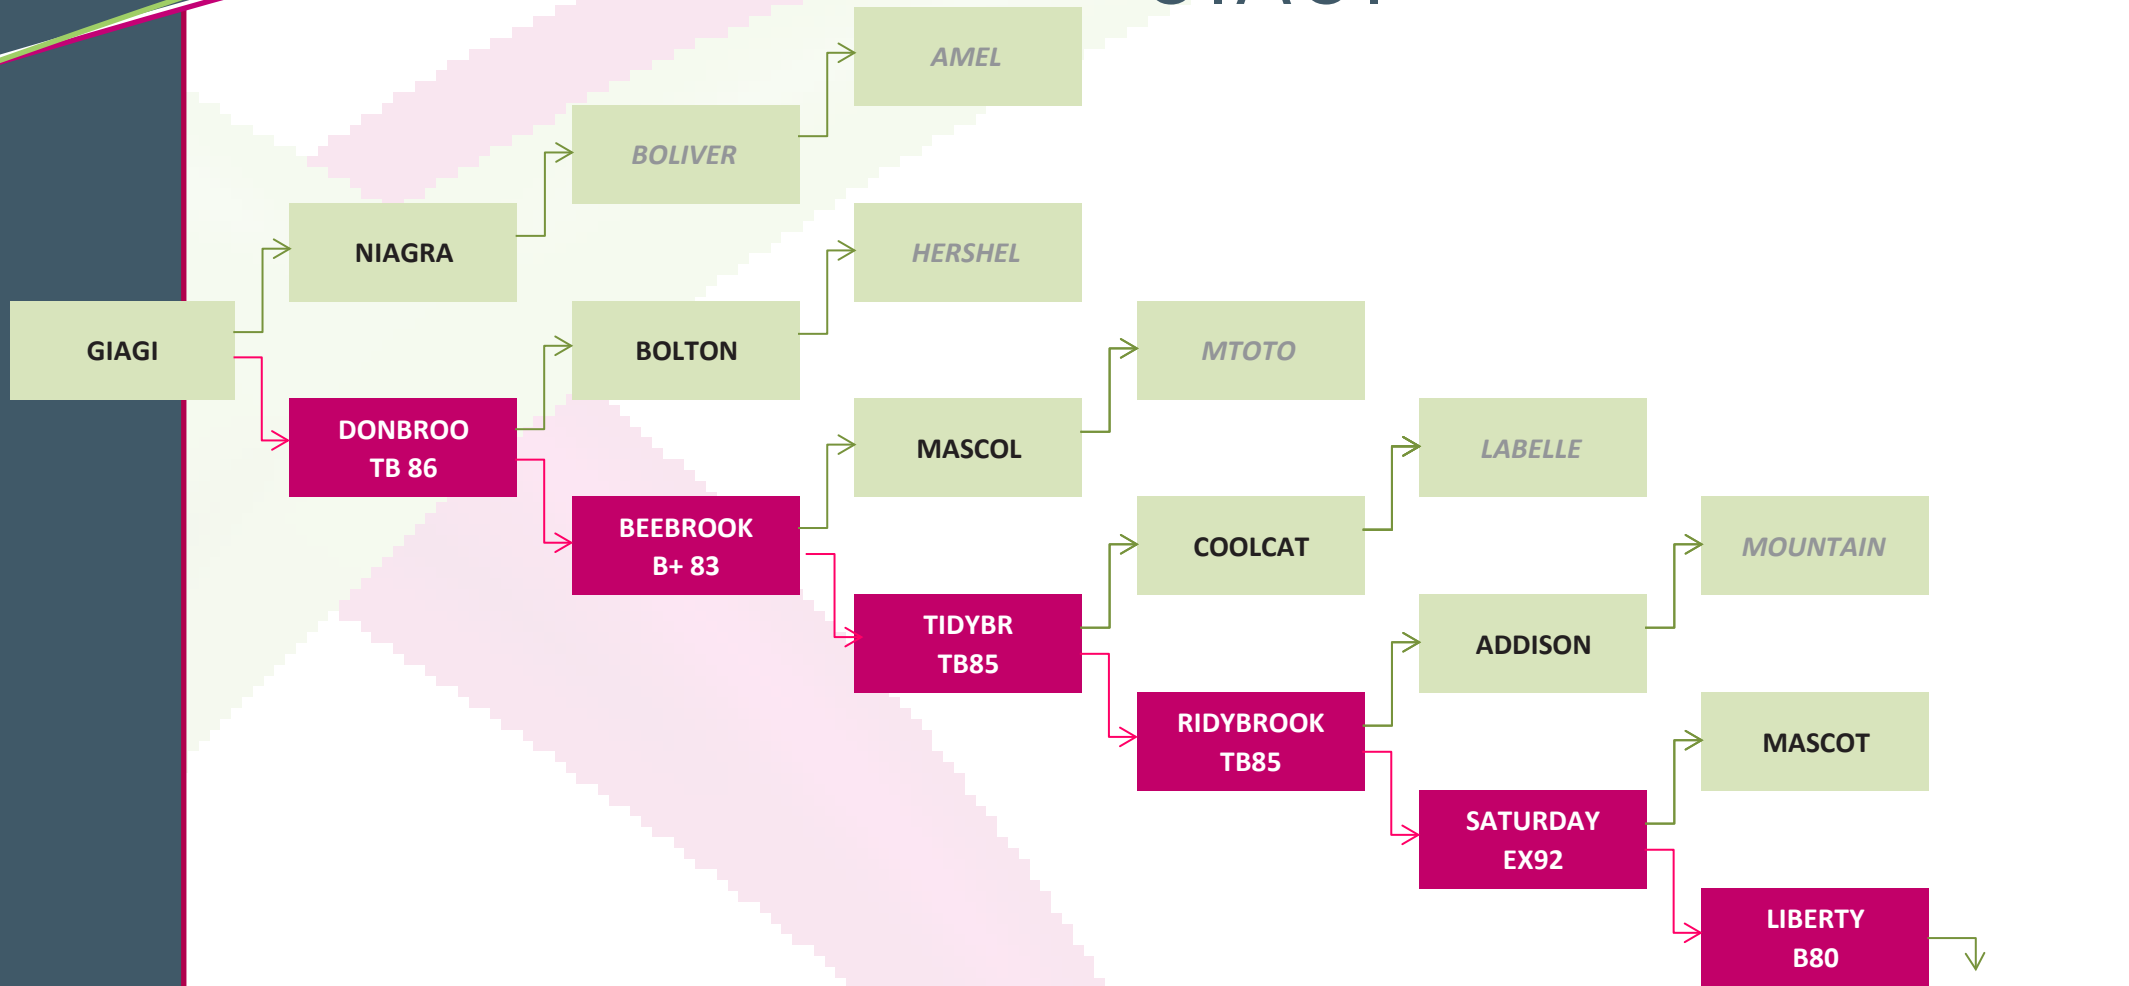 AMEL
BOLIVER
NIAGRA
HERSHEL
GIAGI
BOLTON
MTOTO
DONBROO
TB 86
MASCOL
LABELLE
BEEBROOK
B+ 83
COOLCAT
MOUNTAIN
TIDYBR
TB85
ADDISON
RIDYBROOK
TB85
MASCOT
SATURDAY
EX92
LIBERTY
B80